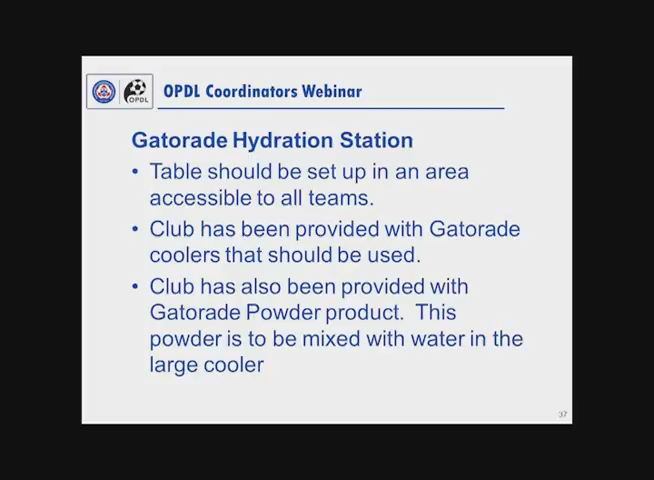 OPDL
OPDL Coordinators Webinar
Gatorade Hydration Station
• Table should be set up in an area
accessible to all teams.
• Club has been provided with Gatorade
coolers that should be used.
• Club has also been provided with
Gatorade Powder product. This
powder is to be mixed with water in the
large cooler
37